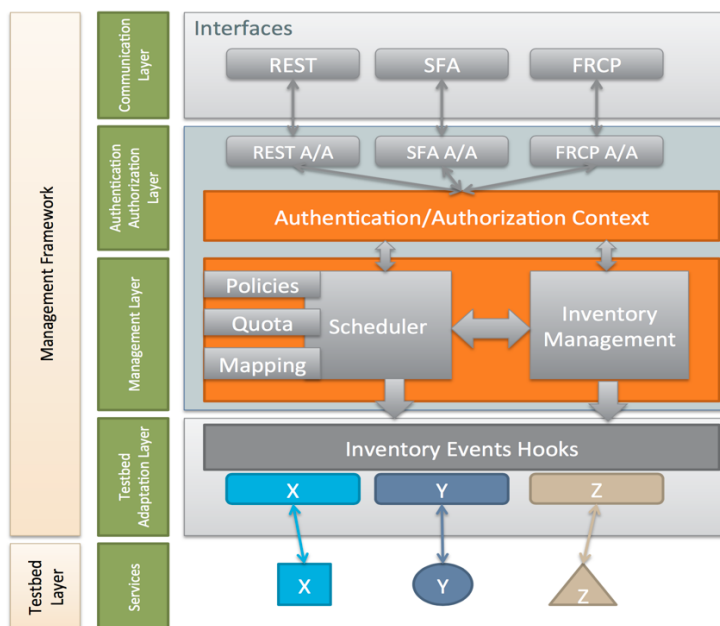 Management Framework
Testbed
Layer
Communication
Layer
Authentication
Authorization
Layer
Management Layer
Testbed
Adaptation Layer
Services
Interfaces
REST
SFA
FRCP
REST A/A
SFA A/A
FRCP A/A
Authentication/Authorization Context
Policies
Quota
Mapping
Scheduler
Inventory
Management
Inventory Events Hooks
X
Y
Z
X
Y
Z